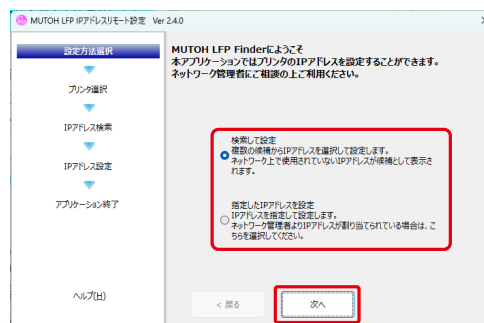 MUTOH LFP IPアドレスリモート設定 Ver 2.4.0
設定方法選択
プリンタ選択
IPアドレス検索
IPアドレス設定
アプリケーション終了
ヘルプ(H)
MUTOH LFP Finderにようこそ
本アプリケーションではプリンタのIPアドレスを設定することができます。
ネットワーク管理者にご相談の上ご利用ください。
検索して設定
複数の候補からIPアドレスを選択して設定します。
ネットワーク上で使用されていないIPアドレスが候補として表示さ
れます。
指定したIPアドレスを設定
IPアドレスを指定して設定します。
ネットワーク管理者よりIPアドレスが割り当てられている場合は、こ
ちらを選択してください。
< 戻る
次へ